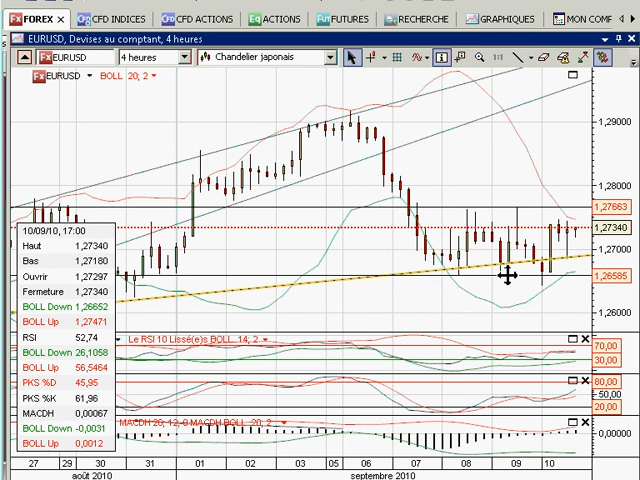 FOREX CFD INDICES CFD ACTIONS ACTIONS FUTURES RECHERCHE GRAPHIQUES MON COMF
EURUSD, Devises au comptant, 4 heures
EURUSD 4 heures Chandelier japonais
EURUSD BOLL 20; 2
1,29000
1,28000
1,27663
1,27340
1,27000
1,26585
1,26000
10/09/10, 17:00
Haut 1,27340
Bas 1,27180
Ouvrir 1,27297
Fermeture 1,27340
BOLL Down 1,26652
BOLL Up 1,27471
RSI 52,74
BOLL Down 26,1058
BOLL Up 56,5464
PKS %D 45,95
PKS %K 61,96
MACDH 0,00067
BOLL Down -0,0031
BOLL Up 0,0012
Le RSI 10 Lissé(e)s BOLL 14; 2
70,00
30,00
80,00
50,00
20,00
MACDH 26; 12; 9 MACDH BOLL 20; 2
0,00000
27 29 30 31 01 02 03 05 06 07 08 09 10
août 2010 septembre 2010